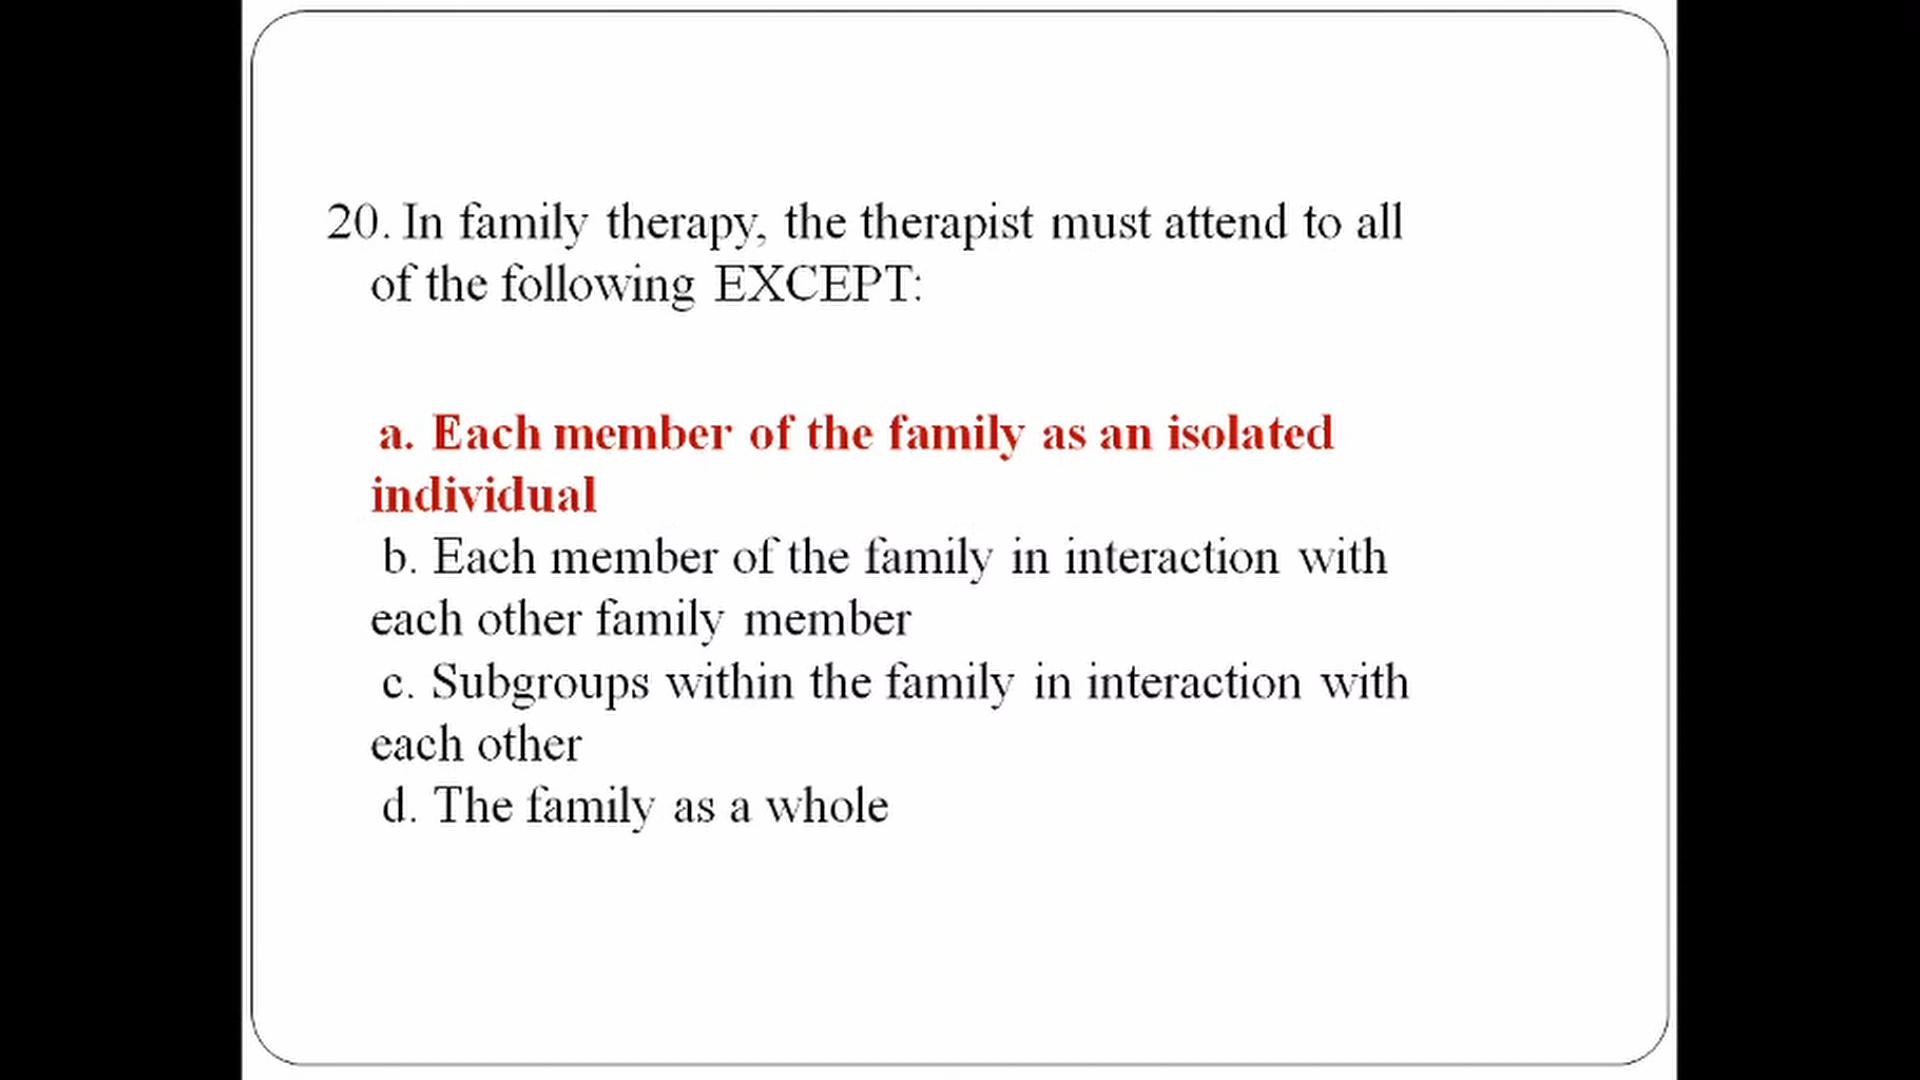 20. In family therapy, the therapist must attend to all
of the following EXCEPT:
a. Each member of the family as an isolated
individual
b. Each member of the family in interaction with
each other family member
c. Subgroups within the family in interaction with
each other
d. The family as a whole